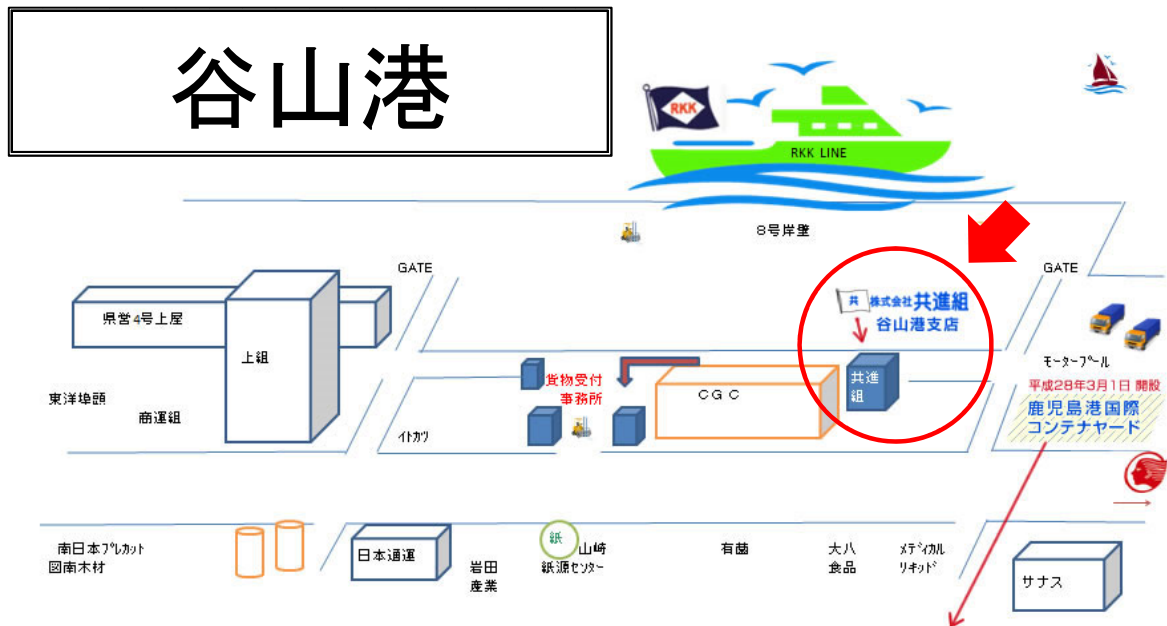 谷山港
RKK
RKK LINE
8号岸壁
GATE
GATE
県営4号上屋
上組
共 株式会社共進組
谷山港支店
モータープール
平成28年3月1日 開設
鹿児島港国際
コンテナヤード
東洋埠頭
商運組
貨物受付
事務所
CGC
共進
組
イトカワ
南日本プレカット
図南木材
日本通運
岩田
産業
紙
山崎
紙源センター
有薗
大八
食品
メディカル
リキッド
サナス